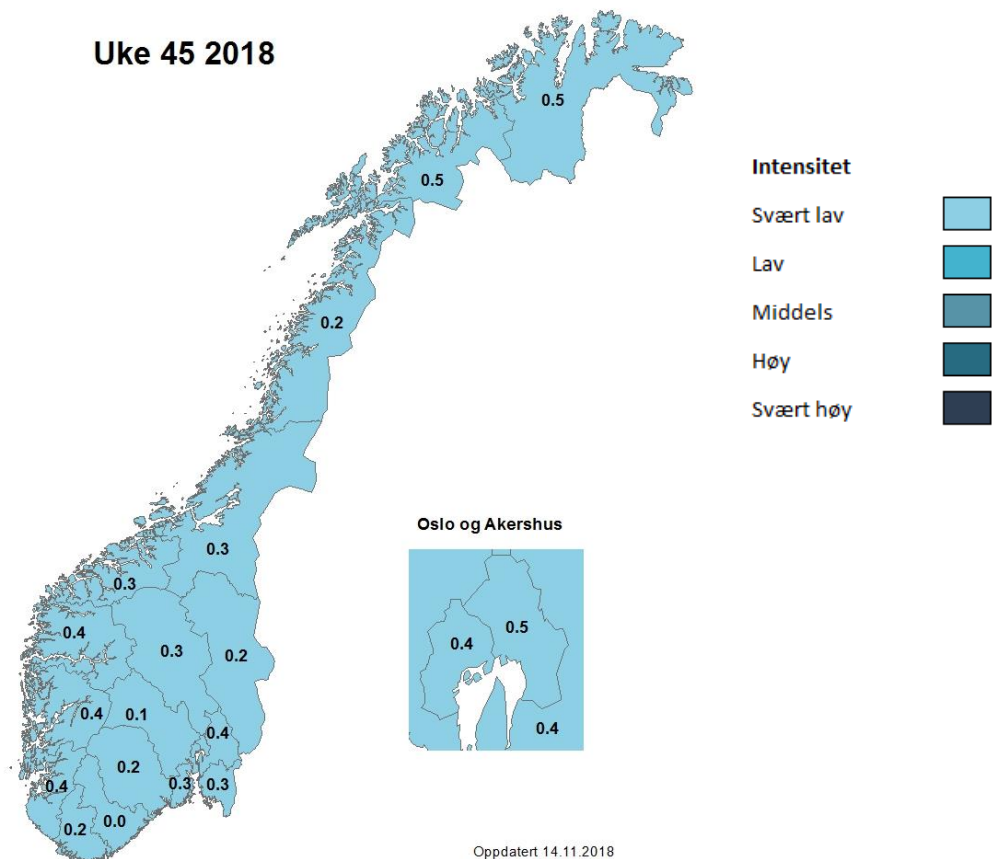 Uke 45 2018
0.5
0.5
0.2
Intensitet
Svært lav
Lav
Middels
Høy
Svært høy
0.3
0.3
0.4
0.3
0.2
0.4
0.1
0.4
0.2
0.4
0.3
0.3
0.2
0.0
Oslo og Akershus
0.4
0.5
0.4
Oppdatert 14.11.2018